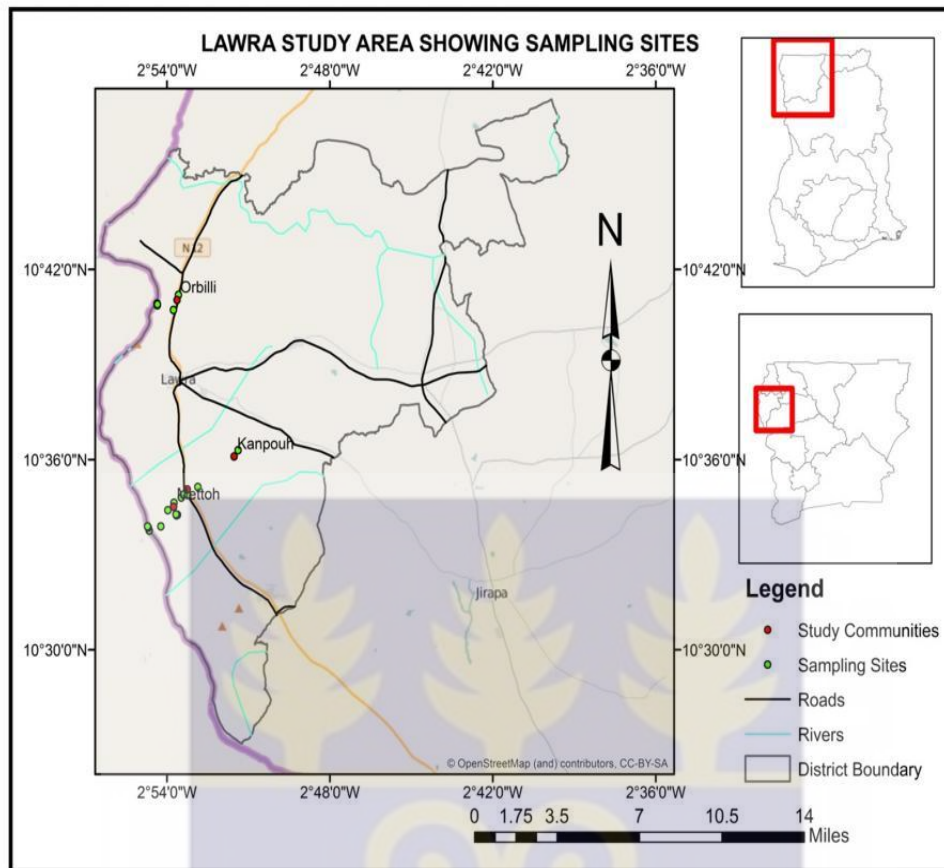 LAWRA STUDY AREA SHOWING SAMPLING SITES
2°54'0"W 2°48'0"W 2°42'0"W 2°36'0"W
N
N12
10°42'0"N 10°42'0"N
Orbilli
Lawra
Kanpouh
10°36'0"N 10°36'0"N
Mettoh
Jirapa
10°30'0"N 10°30'0"N
© OpenStreetMap (and) contributors, CC-BY-SA
2°54'0"W 2°48'0"W 2°42'0"W 2°36'0"W
Legend
Study Communities
Sampling Sites
Roads
Rivers
District Boundary
0 1.75 3.5 7 10.5 14
Miles